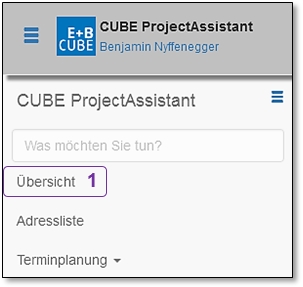 E+B
CUBE
CUBE ProjectAssistant
Benjamin Nyffenegger
CUBE ProjectAssistant
Was möchten Sie tun?
Übersicht 1
Adressliste
Terminplanung